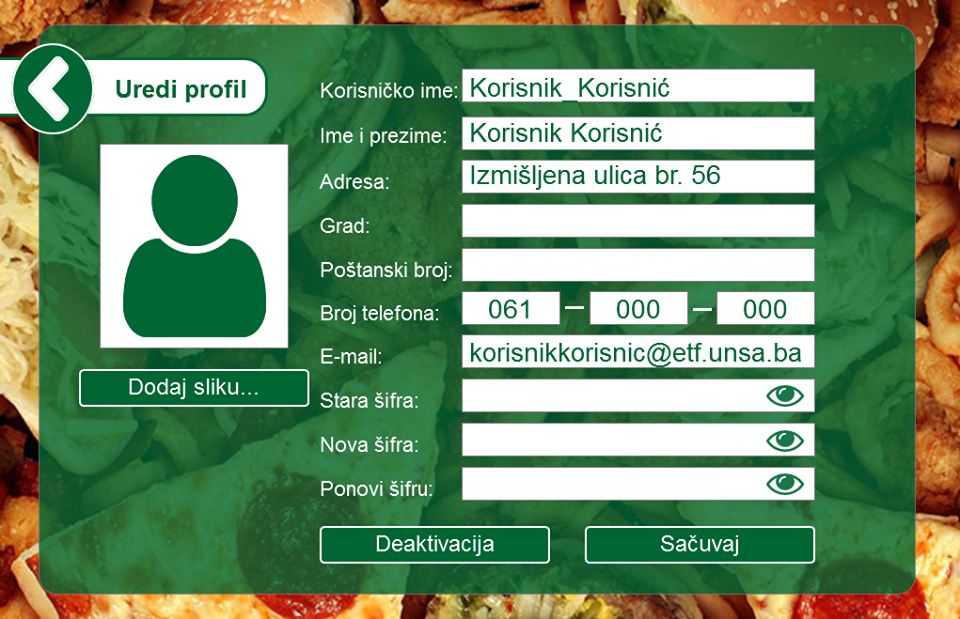 Uredi profil
Korisničko ime: Korisnik_Korisnić
Ime i prezime: Korisnik Korisnić
Adresa: Izmišljena ulica br. 56
Grad:
Poštanski broj:
Broj telefona: 061 – 000 – 000
E-mail: korisnikkorisnic@etf.unsa.ba
Dodaj sliku...
Stara šifra:
Nova šifra:
Ponovi šifru:
Deaktivacija
Sačuvaj